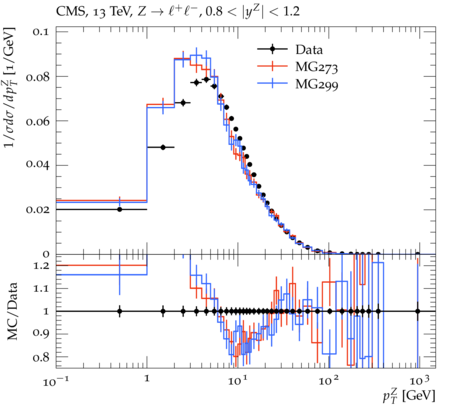 CMS, 13 TeV, Z → ℓ⁺ℓ⁻, 0.8 < |y^Z| < 1.2
1/σdσ/dp_T^Z [1/GeV]
0.1
0.08
0.06
0.04
0.02
0
Data
MG273
MG299
MC/Data
1.2
1.1
1
0.9
0.8
10⁻¹ 1 10¹ 10² 10³
p_T^Z [GeV]